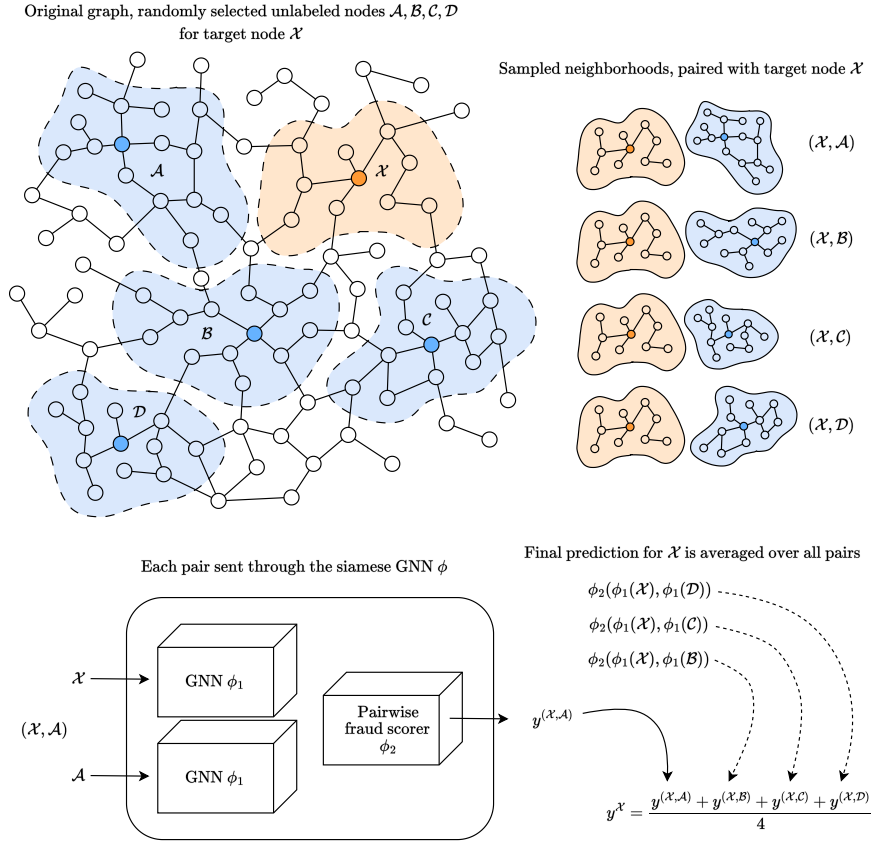 Original graph, randomly selected unlabeled nodes 𝒜, ℬ, 𝒞, 𝒟
for target node 𝒳
Sampled neighborhoods, paired with target node 𝒳
𝒜
𝒳
ℬ
𝒞
𝒟
(𝒳, 𝒜)
(𝒳, ℬ)
(𝒳, 𝒞)
(𝒳, 𝒟)
Each pair sent through the siamese GNN ϕ
𝒳
(𝒳, 𝒜)
𝒜
GNN ϕ₁
GNN ϕ₁
Pairwise
fraud scorer
ϕ₂
Final prediction for 𝒳 is averaged over all pairs
ϕ₂(ϕ₁(𝒳), ϕ₁(𝒟))
ϕ₂(ϕ₁(𝒳), ϕ₁(𝒞))
ϕ₂(ϕ₁(𝒳), ϕ₁(ℬ))
y^(𝒳,𝒜)
y^𝒳 = (y^(𝒳,𝒜) + y^(𝒳,ℬ) + y^(𝒳,𝒞) + y^(𝒳,𝒟)) / 4